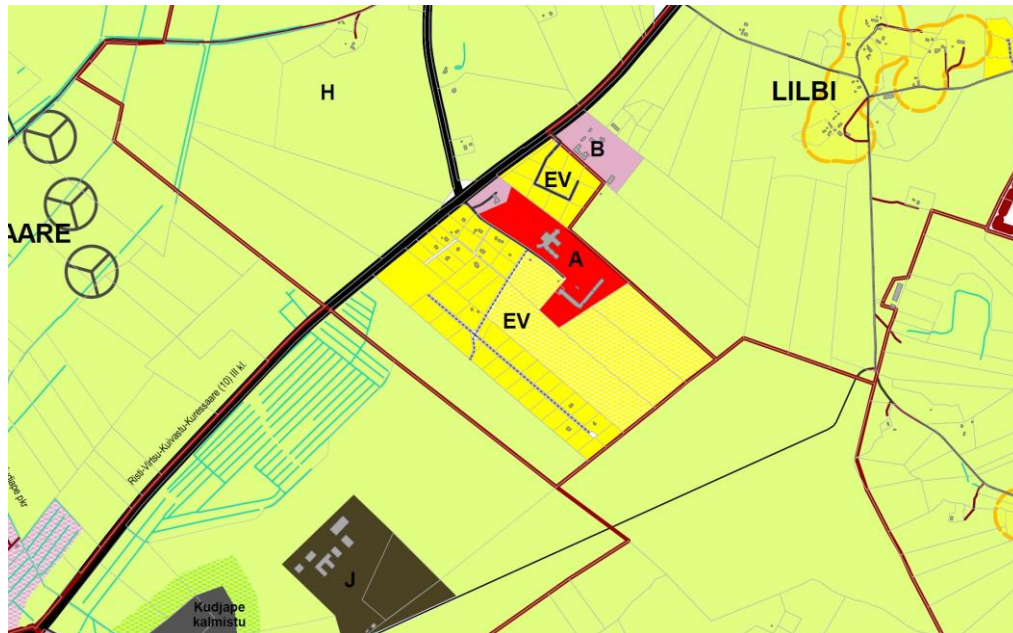 H
LILBI
B
EV
AARE
A
EV
Risti-Virtsu-Kuivastu-Kuressaare (10) III kl.
J
Kudjape
kalmistu